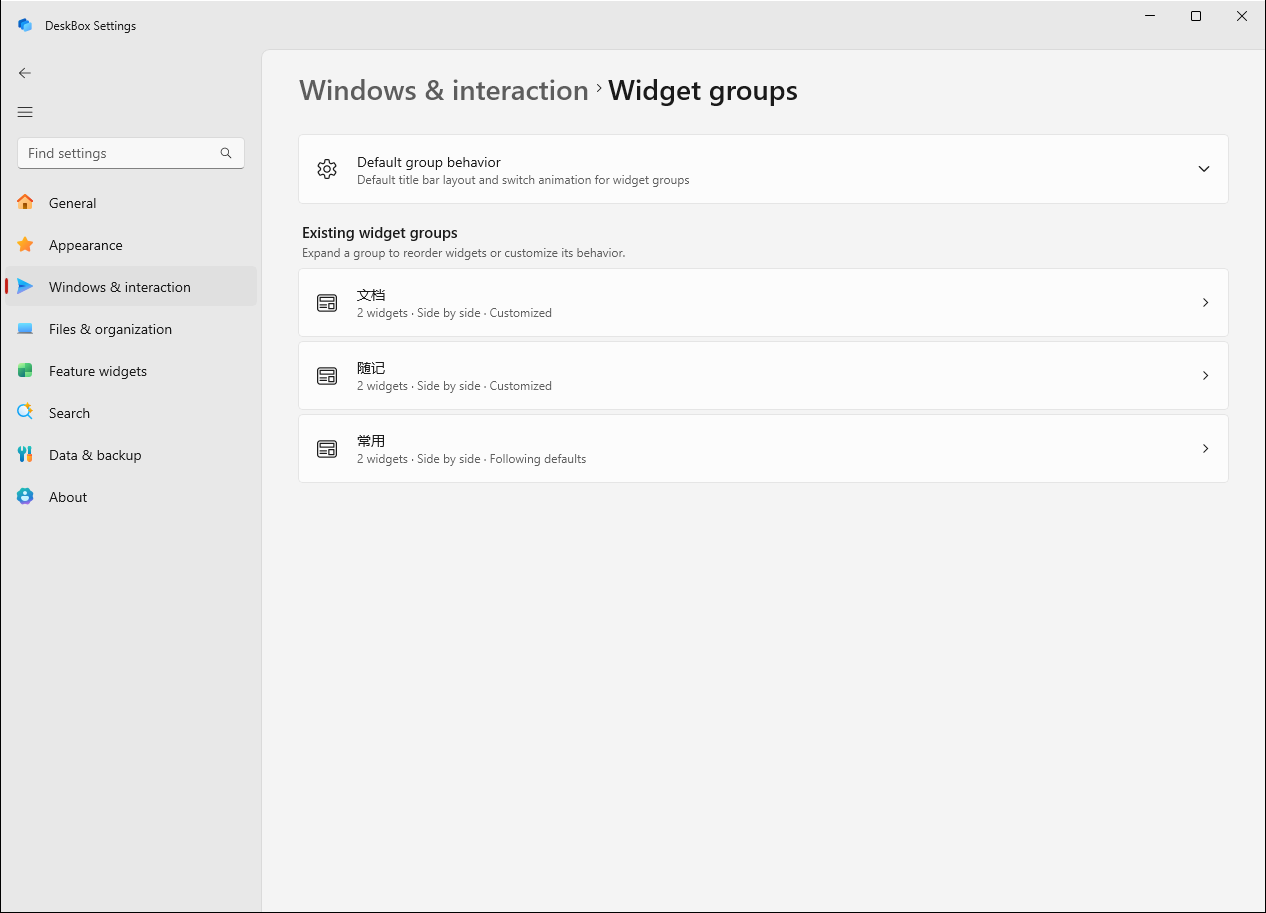 DeskBox Settings
Find settings
General
Appearance
Windows & interaction
Files & organization
Feature widgets
Search
Data & backup
About
Windows & interaction › Widget groups
Default group behavior
Default title bar layout and switch animation for widget groups
Existing widget groups
Expand a group to reorder widgets or customize its behavior.
文档
2 widgets · Side by side · Customized
随记
2 widgets · Side by side · Customized
常用
2 widgets · Side by side · Following defaults